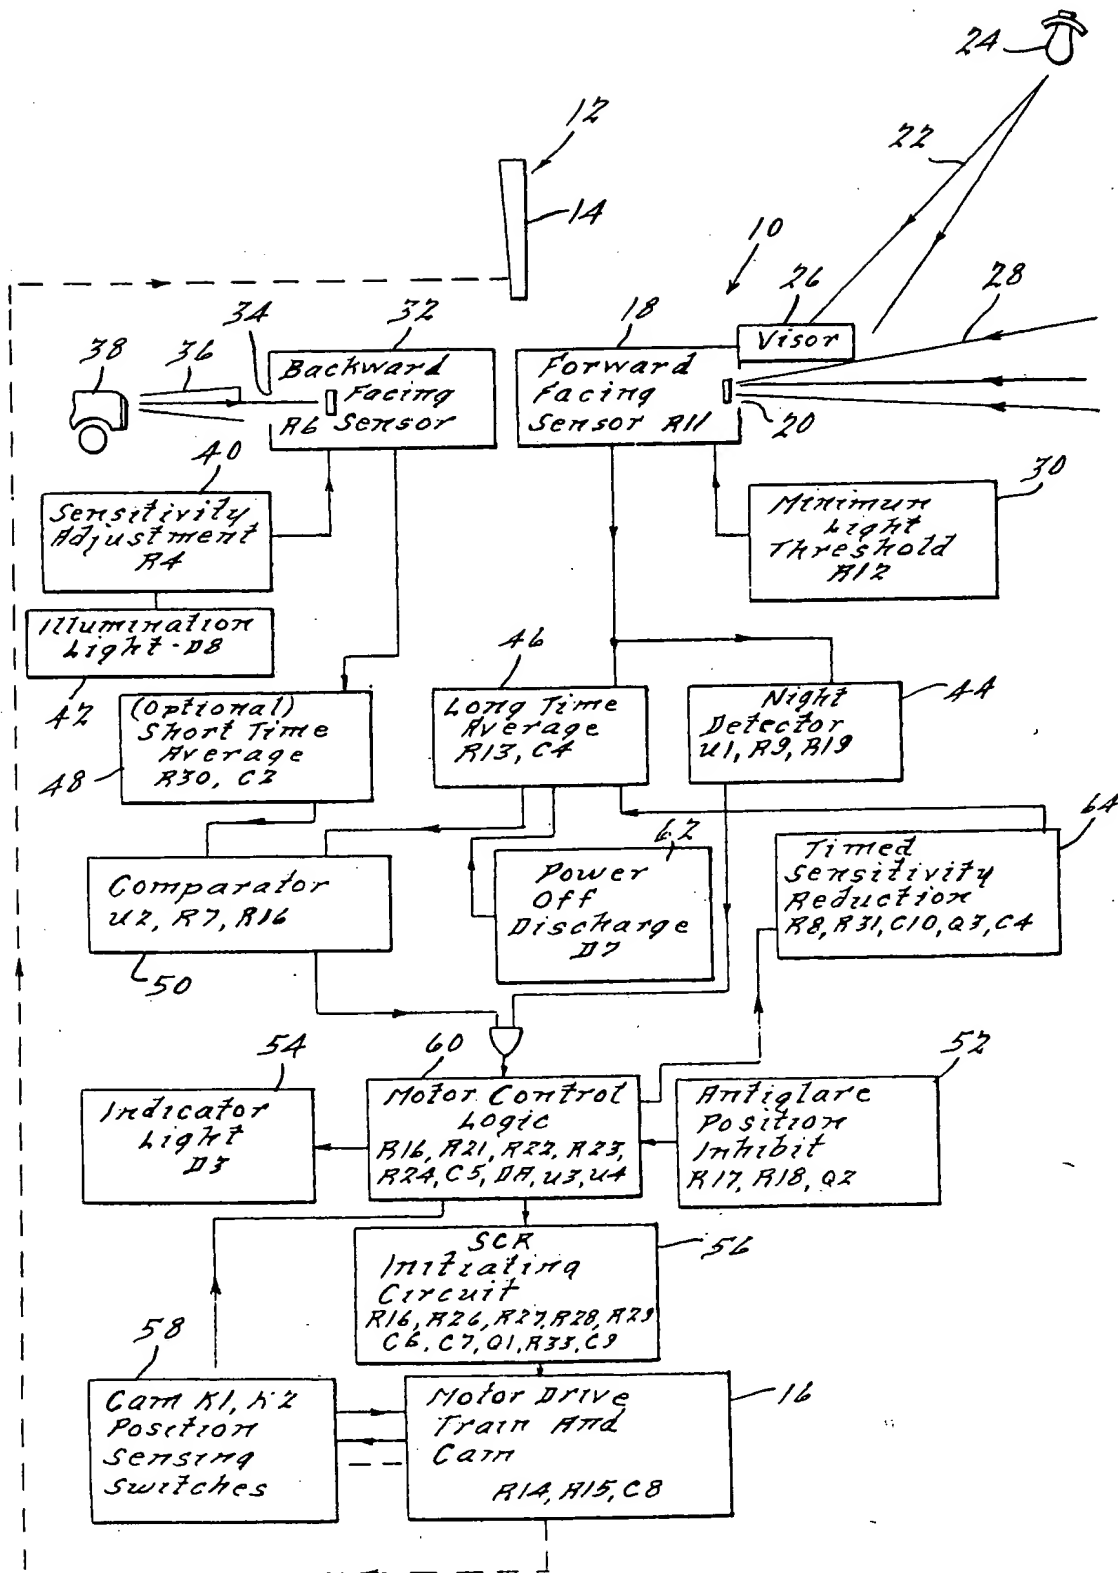 24
12
22
14
10
26
28
34
32
18
Visor
38
36
Backward
Facing
R6 Sensor
Forward
Facing
Sensor R11
20
40
30
Sensitivity
Adjustment
R4
Minimun
Light
Threshold
R12
Illumination
Light-D8
42
46
44
(Optional)
Short Time
Average
R30, C2
48
Long Time
Average
R13, C4
Night
Detector
U1, R9, R19
64
62
Comparator
U2, R7, R16
50
Power
Off
Discharge
D7
Timed
Sensitivity
Reduction
R8, R31, C10, Q3, C4
54
60
52
Indicator
Light
D3
Motor Control
Logic
R16, R21, R22, R23,
R24, C5, DA, U3, U4
Antiglare
Position
Inhibit
R17, R18, Q2
SCR
Initiating
Circuit
R16, R26, R27, R28, R29
C6, C7, Q1, R33, C9
56
58
Cam K1, K2
Position
Sensing
Switches
Motor Drive
Train And
Cam
R14, R15, C8
16